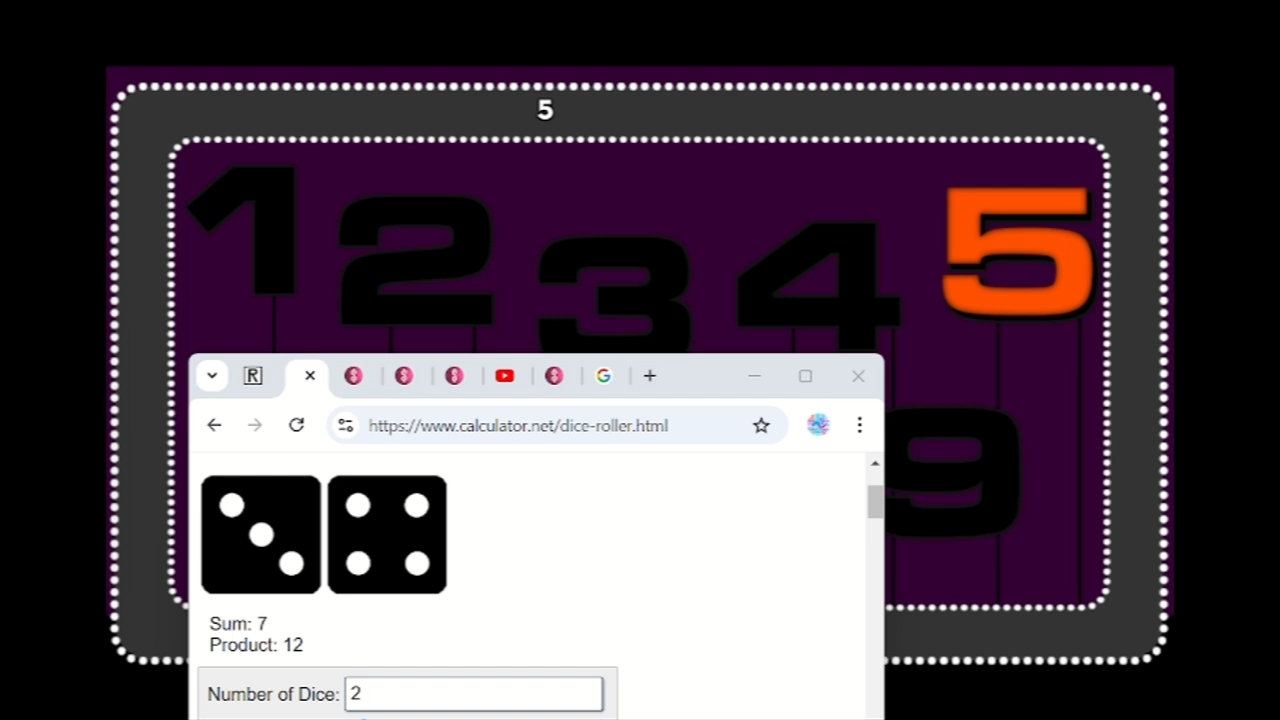 5
1 2 3 4 5
9
https://www.calculator.net/dice-roller.html
Sum: 7
Product: 12
Number of Dice: 2